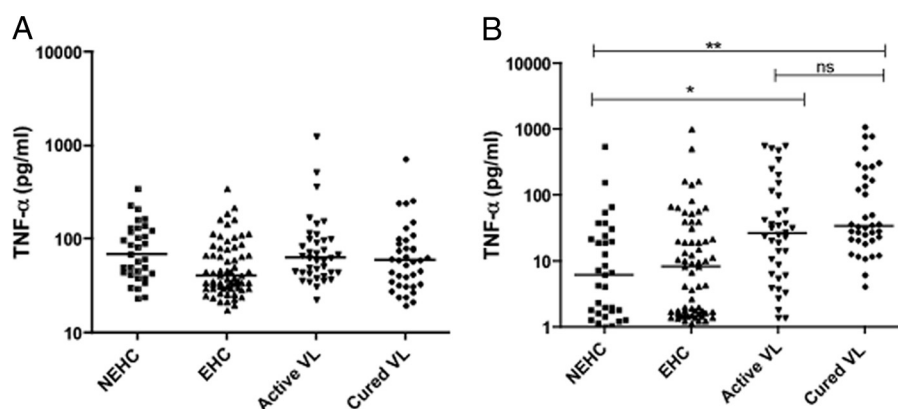 A
TNF-α (pg/ml)
10000
1000
100
10
NEHC
EHC
Active VL
Cured VL
B
**
ns
*
TNF-α (pg/ml)
10000
1000
100
10
1
NEHC
EHC
Active VL
Cured VL